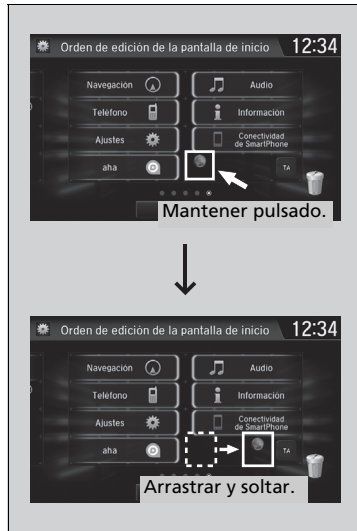 Orden de edición de la pantalla de inicio 12:34
Navegación Audio
Teléfono Información
Ajustes Conectividad
de SmartPhone
aha TA
Mantener pulsado.
Orden de edición de la pantalla de inicio 12:34
Navegación Audio
Teléfono Información
Ajustes Conectividad
de SmartPhone
aha TA
Arrastrar y soltar.